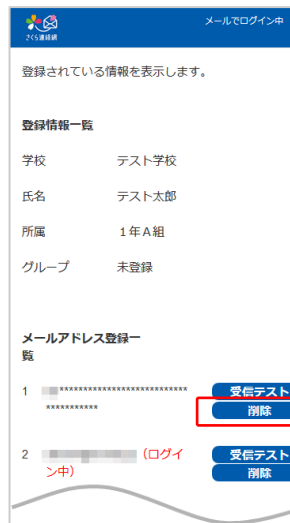 さくら連絡網
メールでログイン中
登録されている情報を表示します。
登録情報一覧
学校 テスト学校
氏名 テスト太郎
所属 1年A組
グループ 未登録
メールアドレス登録一
覧
1 ****************************
***********
受信テスト
削除
2 (ログイ
ン中)
受信テスト
削除